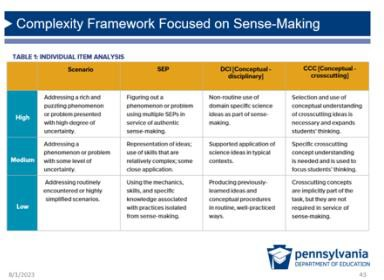 Complexity Framework Focused on Sense-Making
TABLE 1: INDIVIDUAL ITEM ANALYSIS
Scenario
SEP
DCI [Conceptual -
disciplinary]
CCC [Conceptual -
crosscutting]
High
Addressing a rich and
puzzling phenomenon
or problem presented
with high degree of
uncertainty.
Figuring out a
phenomenon or problem
using multiple SEPs in
service of authentic
sense-making.
Non-routine use of
domain specific science
ideas as part of sense-
making.
Selection and use of
conceptual understanding
of crosscutting ideas is
necessary and expands
students' thinking.
Medium
Addressing a
phenomenon or problem
with some level of
uncertainty.
Representation of ideas;
use of skills that are
relatively complex; some
close application.
Supported application of
science ideas in typical
contexts.
Specific crosscutting
concept understanding
is needed and is used to
focus students' thinking.
Low
Addressing routinely
encountered or highly
simplified scenarios.
Using the mechanics,
skills, and specific
knowledge associated
with practices isolated
from sense-making.
Producing previously-
learned ideas and
conceptual procedures
in routine, well-practiced
ways.
Crosscutting concepts
are implicitly part of the
task, but they are not
required in service of
sense-making.
pennsylvania
DEPARTMENT OF EDUCATION
8/1/2023
43